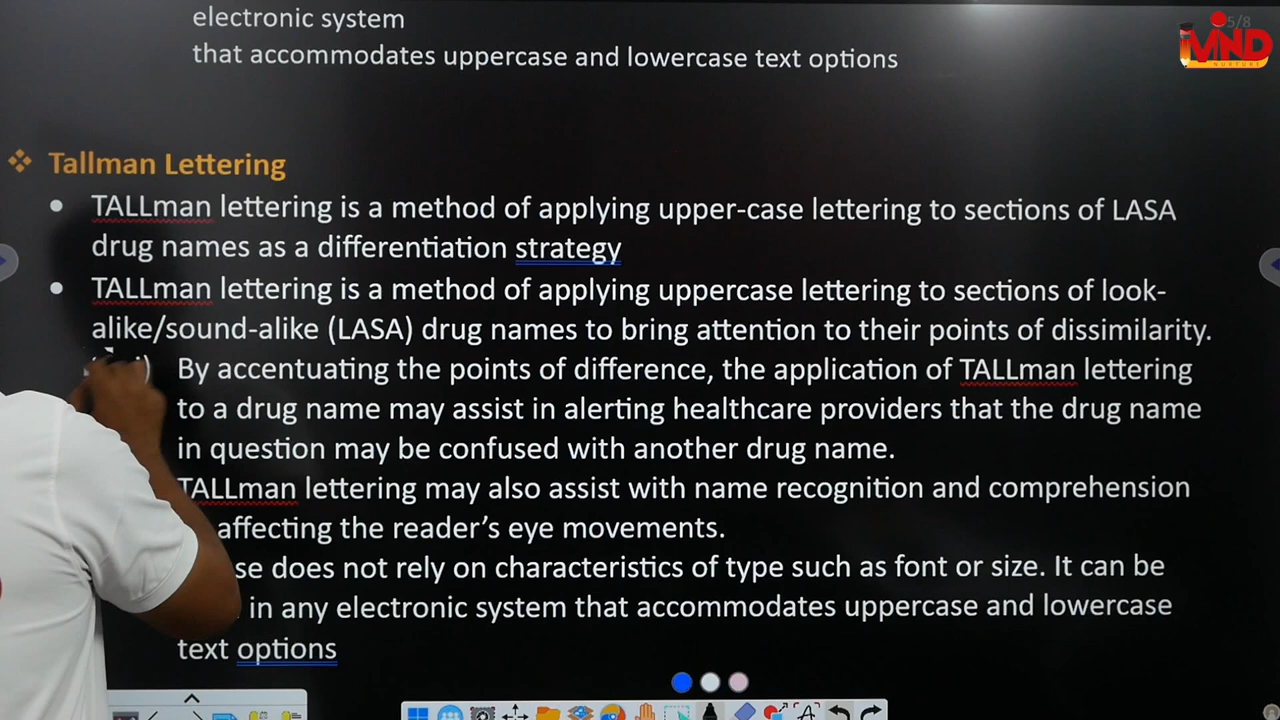 electronic system
that accommodates uppercase and lowercase text options
5/8
MIND
NURTURE
❖ Tallman Lettering
• TALLman lettering is a method of applying upper-case lettering to sections of LASA
drug names as a differentiation strategy
• TALLman lettering is a method of applying uppercase lettering to sections of look-
alike/sound-alike (LASA) drug names to bring attention to their points of dissimilarity.
By accentuating the points of difference, the application of TALLman lettering
to a drug name may assist in alerting healthcare providers that the drug name
in question may be confused with another drug name.
TALLman lettering may also assist with name recognition and comprehension
affecting the reader's eye movements.
does not rely on characteristics of type such as font or size. It can be
in any electronic system that accommodates uppercase and lowercase
text options